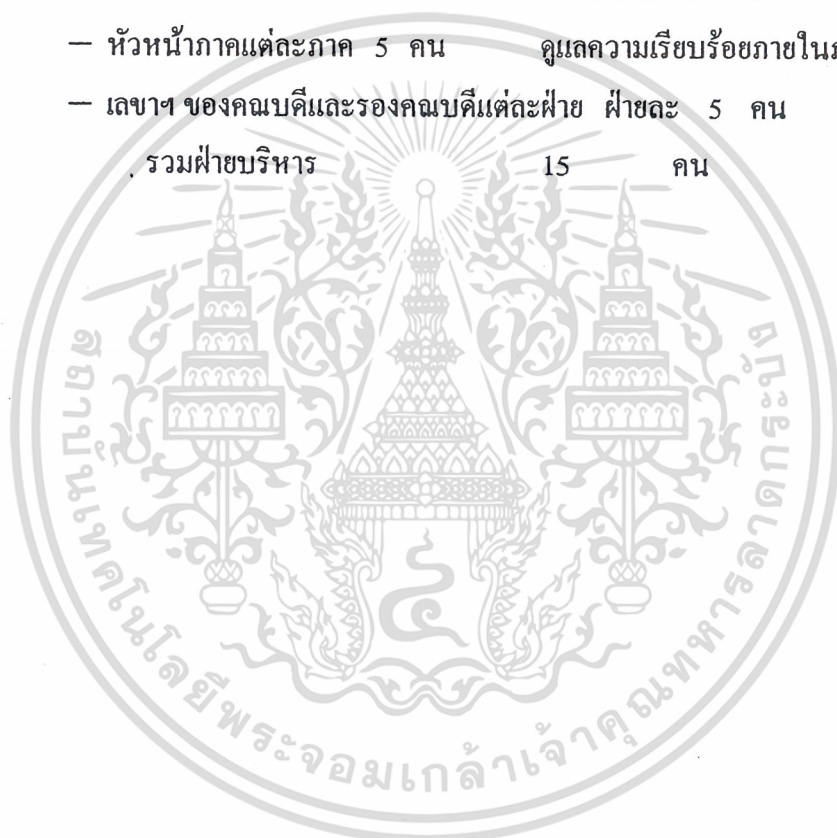 — หัวหน้าภาคแต่ละภาค 5 คน ดูแลความเรียบร้อยภายใน
— เลขาฯ ของคณบดีและรองคณบดีแต่ละฝ่าย ฝ่ายละ 5 คน
รวมฝ่ายบริหาร 15 คน
สถาบันเทคโนโลยีพระจอมเกล้าเจ้าคุณทหารลาดกระบัง